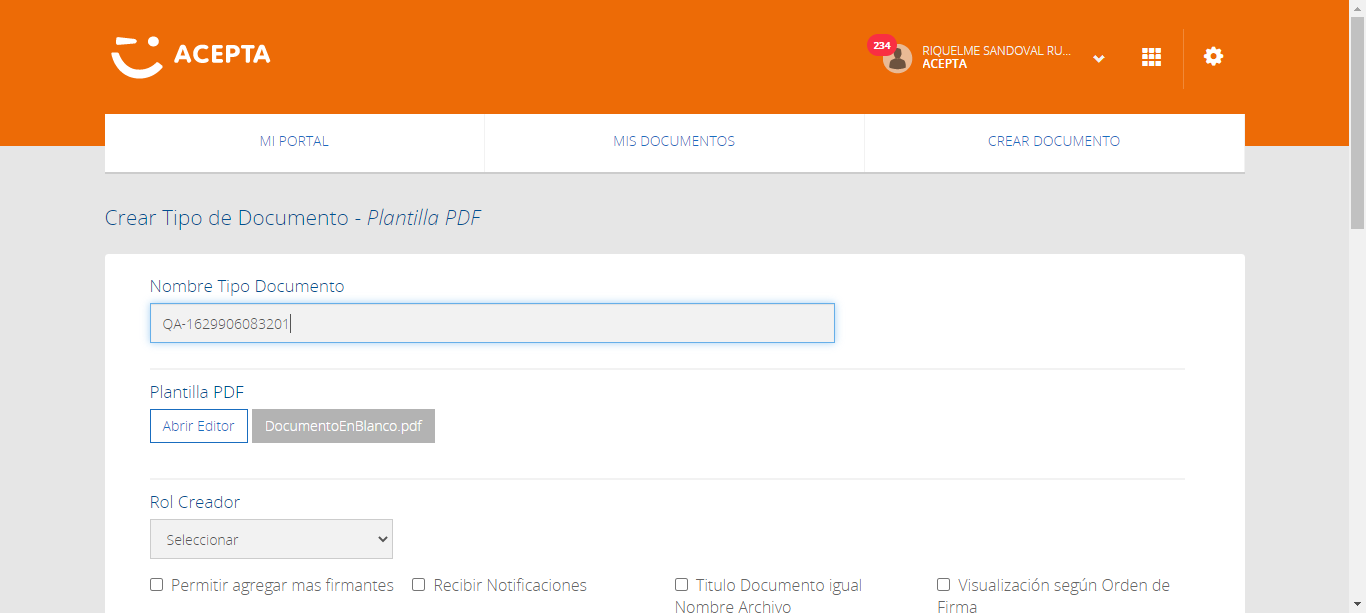 ACEPTA
234
RIQUELME SANDOVAL RU...
ACEPTA
MI PORTAL
MIS DOCUMENTOS
CREAR DOCUMENTO
Crear Tipo de Documento - Plantilla PDF
Nombre Tipo Documento
QA-1629906083201
Plantilla PDF
Abrir Editor
DocumentoEnBlanco.pdf
Rol Creador
Seleccionar
Permitir agregar mas firmantes
Recibir Notificaciones
Titulo Documento igual
Nombre Archivo
Visualización según Orden de
Firma